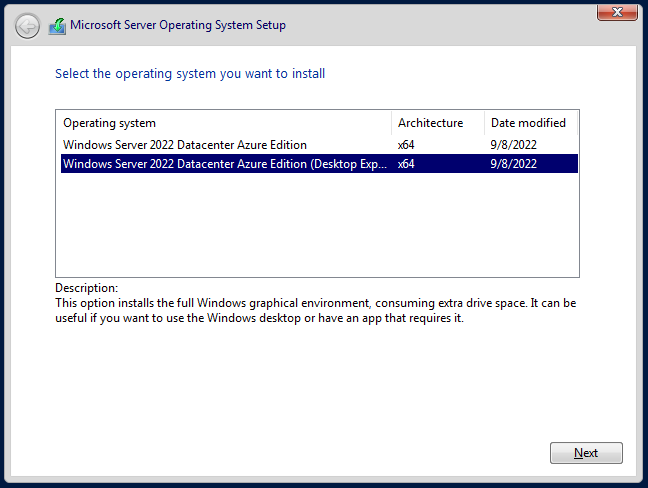 Microsoft Server Operating System Setup
Select the operating system you want to install
Operating system Architecture Date modified
Windows Server 2022 Datacenter Azure Edition x64 9/8/2022
Windows Server 2022 Datacenter Azure Edition (Desktop Exp... x64 9/8/2022
Description:
This option installs the full Windows graphical environment, consuming extra drive space. It can be
useful if you want to use the Windows desktop or have an app that requires it.
Next